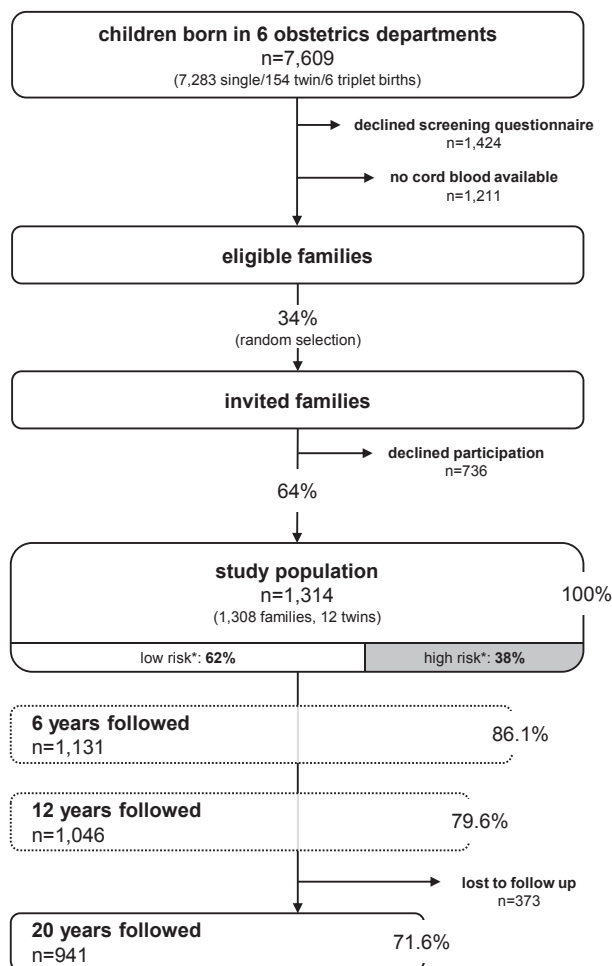 children born in 6 obstetrics departments
n=7,609
(7,283 single/154 twin/6 triplet births)
declined screening questionnaire
n=1,424
no cord blood available
n=1,211
eligible families
34%
(random selection)
invited families
declined participation
n=736
64%
study population
n=1,314
(1,308 families, 12 twins)
100%
low risk*: 62%
high risk*: 38%
6 years followed
n=1,131
86.1%
12 years followed
n=1,046
79.6%
lost to follow up
n=373
20 years followed
n=941
71.6%